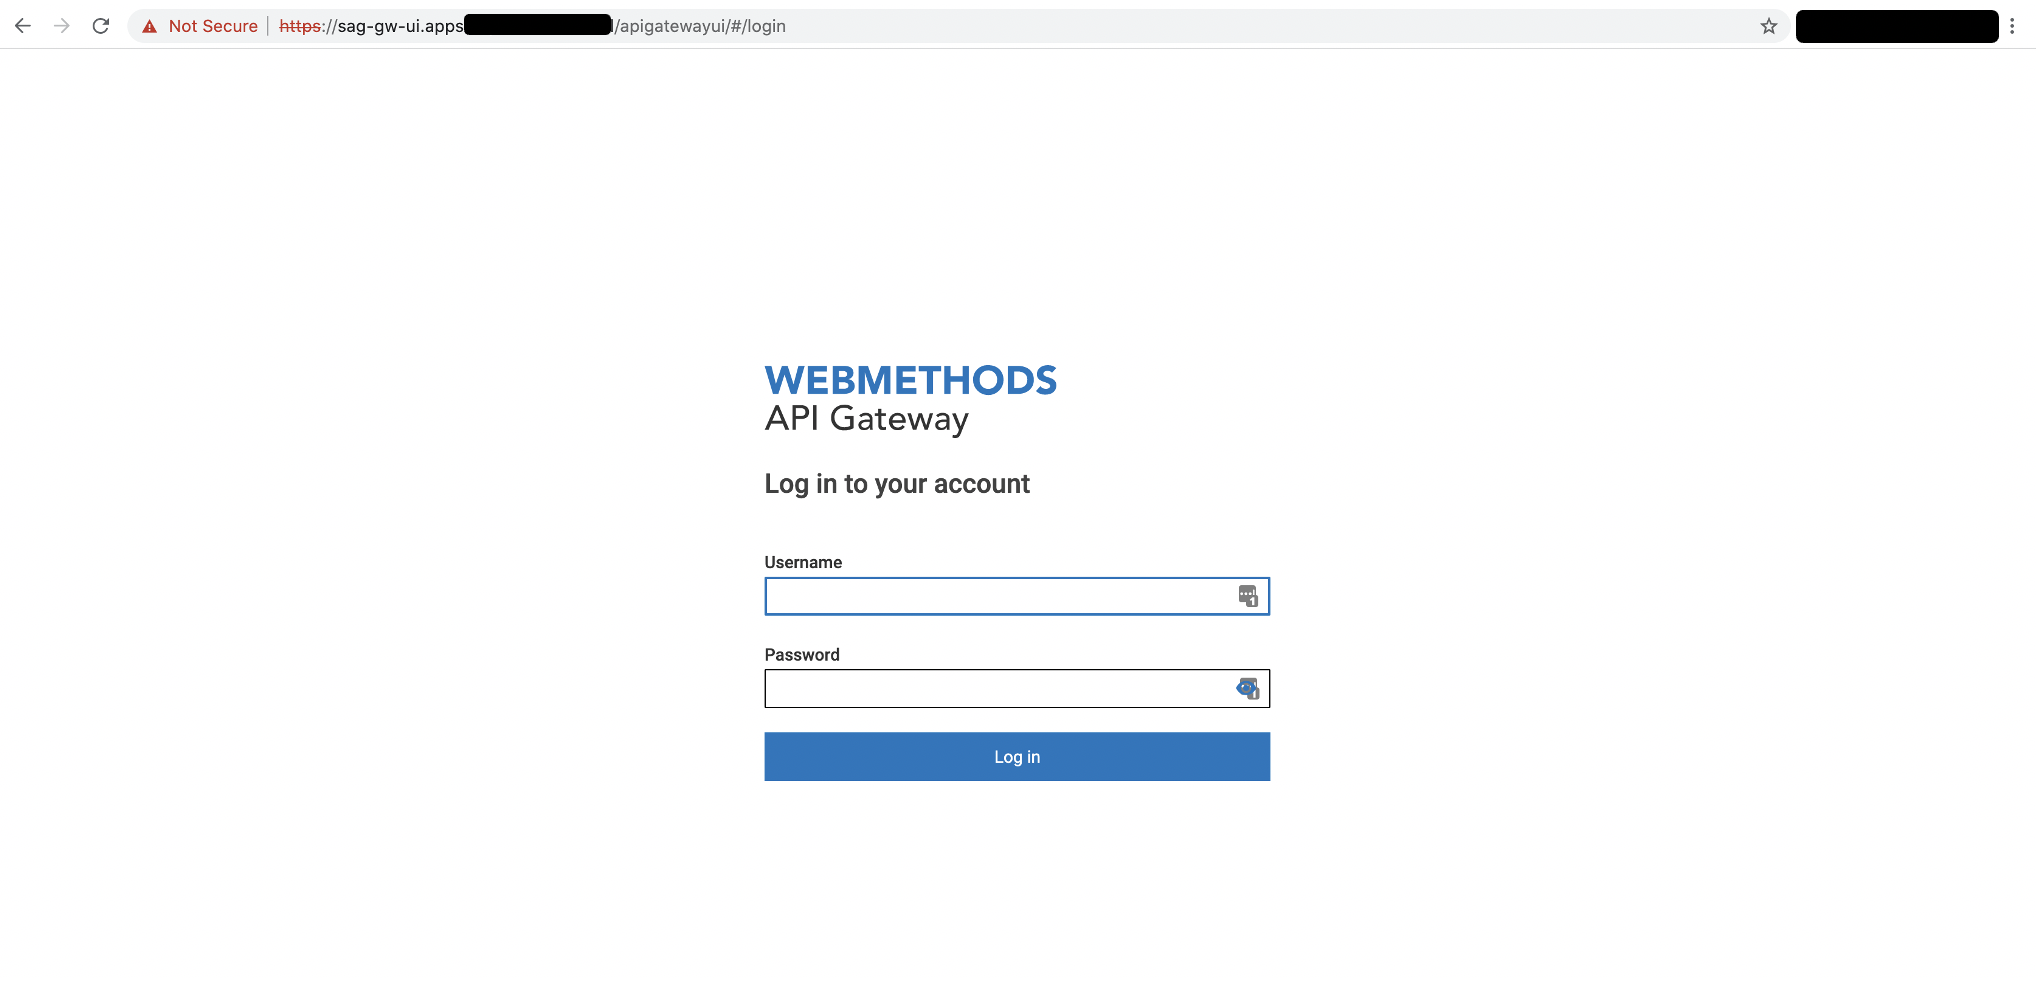 Not Secure | https://sag-gw-ui.apps /apigatewayui/#/login
WEBMETHODS
API Gateway
Log in to your account
Username
1
Password
Log in